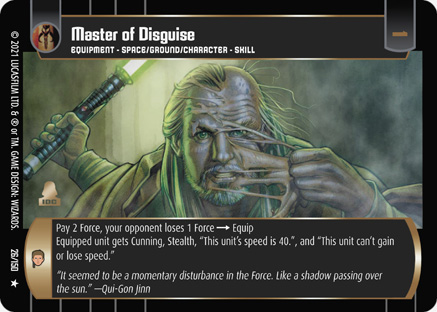 Master of Disguise
EQUIPMENT - SPACE/GROUND/CHARACTER - SKILL
Pay 2 Force, your opponent loses 1 Force → Equip
Equipped unit gets Cunning, Stealth, "This unit's speed is 40.", and "This unit can't gain
or lose speed."
"It seemed to be a momentary disturbance in the Force. Like a shadow passing over
the sun." —Qui-Gon Jinn
© 2021 LUCASFILM LTD. & ® or TM. GAME DESIGN: WIZARDS.
26/150